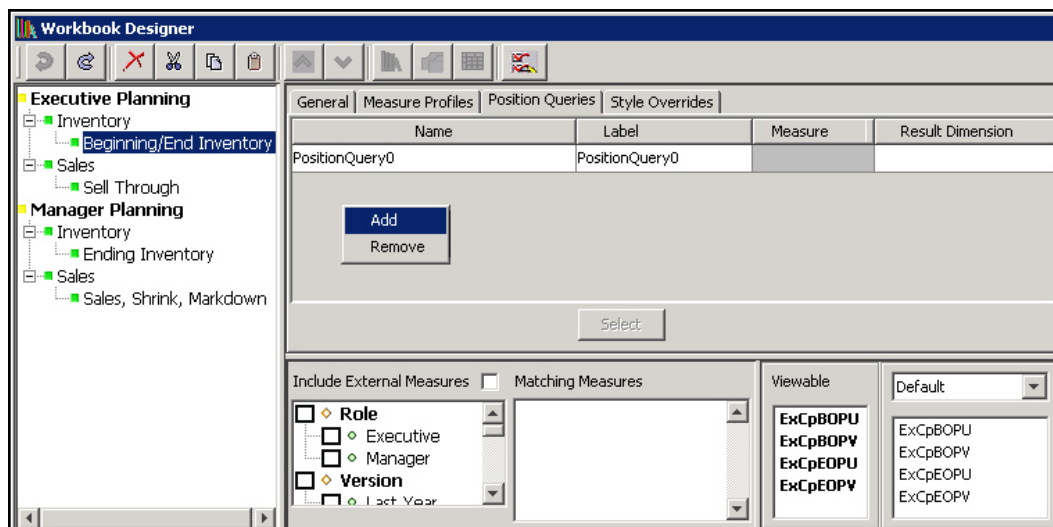 Workbook Designer
Executive Planning
Inventory
Beginning/End Inventory
Sales
Sell Through
Manager Planning
Inventory
Ending Inventory
Sales
Sales, Shrink, Markdown
General Measure Profiles Position Queries Style Overrides
Name Label Measure Result Dimension
PositionQuery0 PositionQuery0
Add
Remove
Select
Include External Measures
Role
Executive
Manager
Version
Last Year
Matching Measures
Viewable
ExCpBOPU
ExCpBOPV
ExCpEOPU
ExCpEOPV
Default
ExCpBOPU
ExCpBOPV
ExCpEOPU
ExCpEOPV